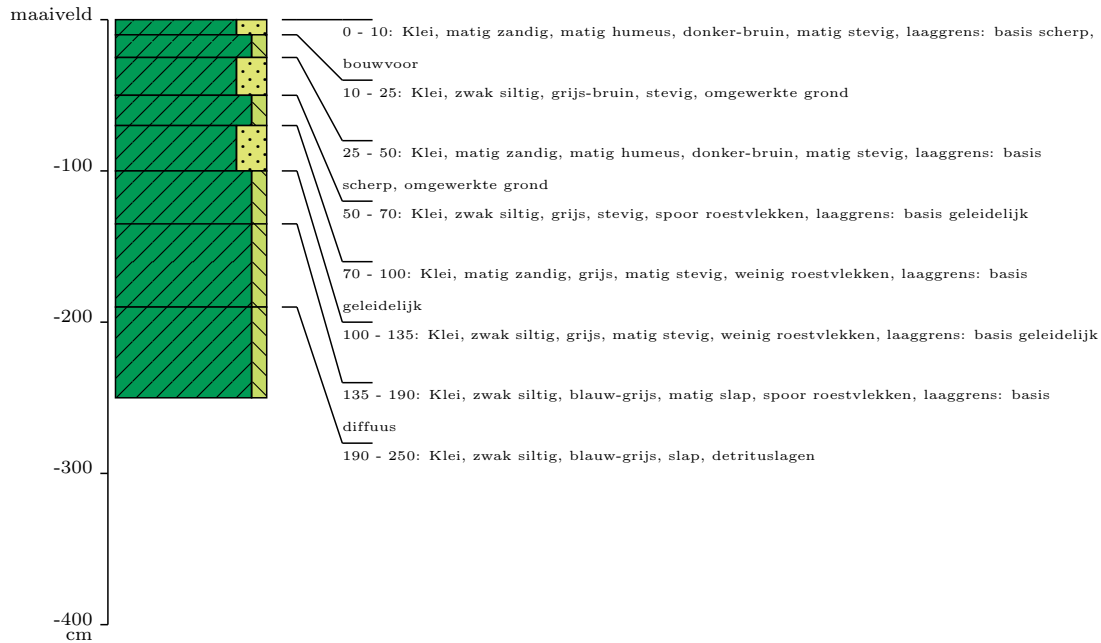 maaiveld
0 - 10: Klei, matig zandig, matig humeus, donker-bruin, matig stevig, laaggrens: basis scherp,
bouwvoor
10 - 25: Klei, zwak siltig, grijs-bruin, stevig, omgewerkte grond
25 - 50: Klei, matig zandig, matig humeus, donker-bruin, matig stevig, laaggrens: basis
-100
scherp, omgewerkte grond
50 - 70: Klei, zwak siltig, grijs, stevig, spoor roestvlekken, laaggrens: basis geleidelijk
70 - 100: Klei, matig zandig, grijs, matig stevig, weinig roestvlekken, laaggrens: basis
geleidelijk
-200
100 - 135: Klei, zwak siltig, grijs, matig stevig, weinig roestvlekken, laaggrens: basis geleidelijk
135 - 190: Klei, zwak siltig, blauw-grijs, matig slap, spoor roestvlekken, laaggrens: basis
diffuus
190 - 250: Klei, zwak siltig, blauw-grijs, slap, detrituslagen
-300
-400
cm